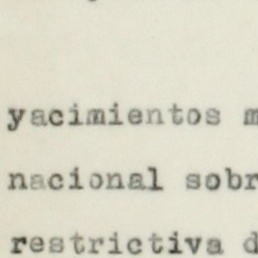 yacimientos m
nacional sobr
restrictiva d